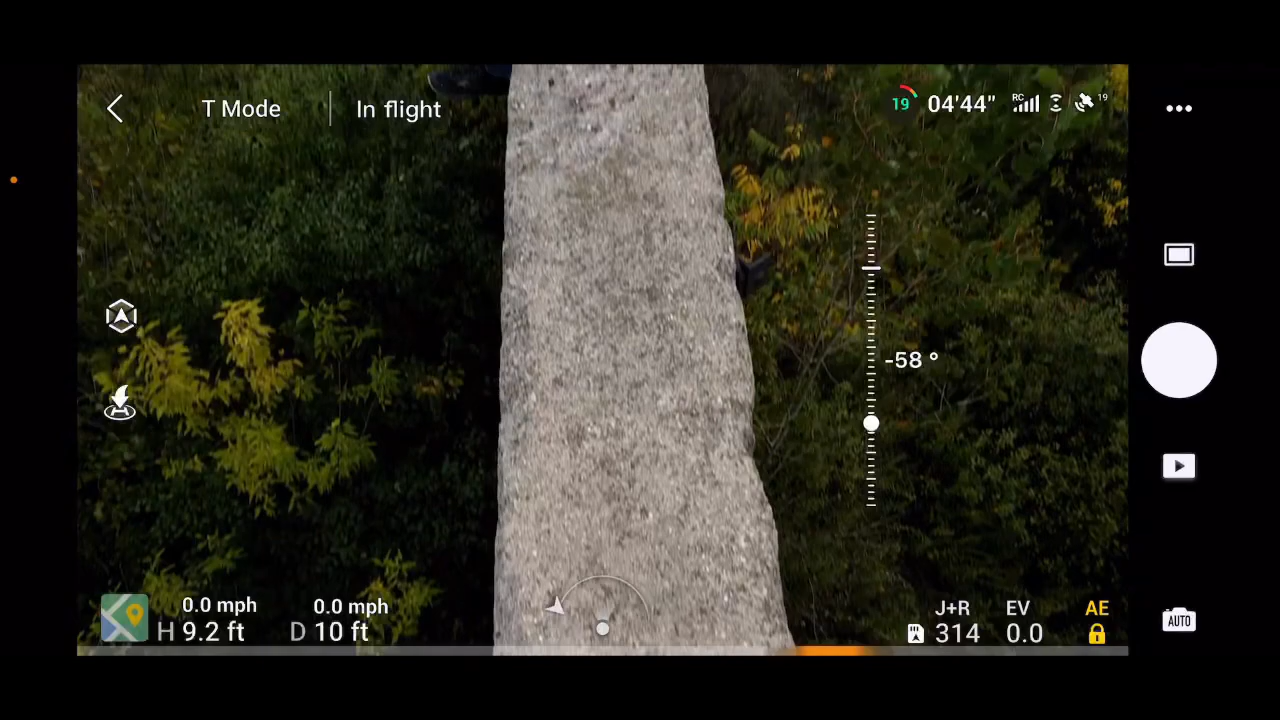 T Mode
In flight
19
04'44"
RC
19
-58 °
0.0 mph
0.0 mph
H 9.2 ft
D 10 ft
J+R
EV
AE
314
0.0
AUTO